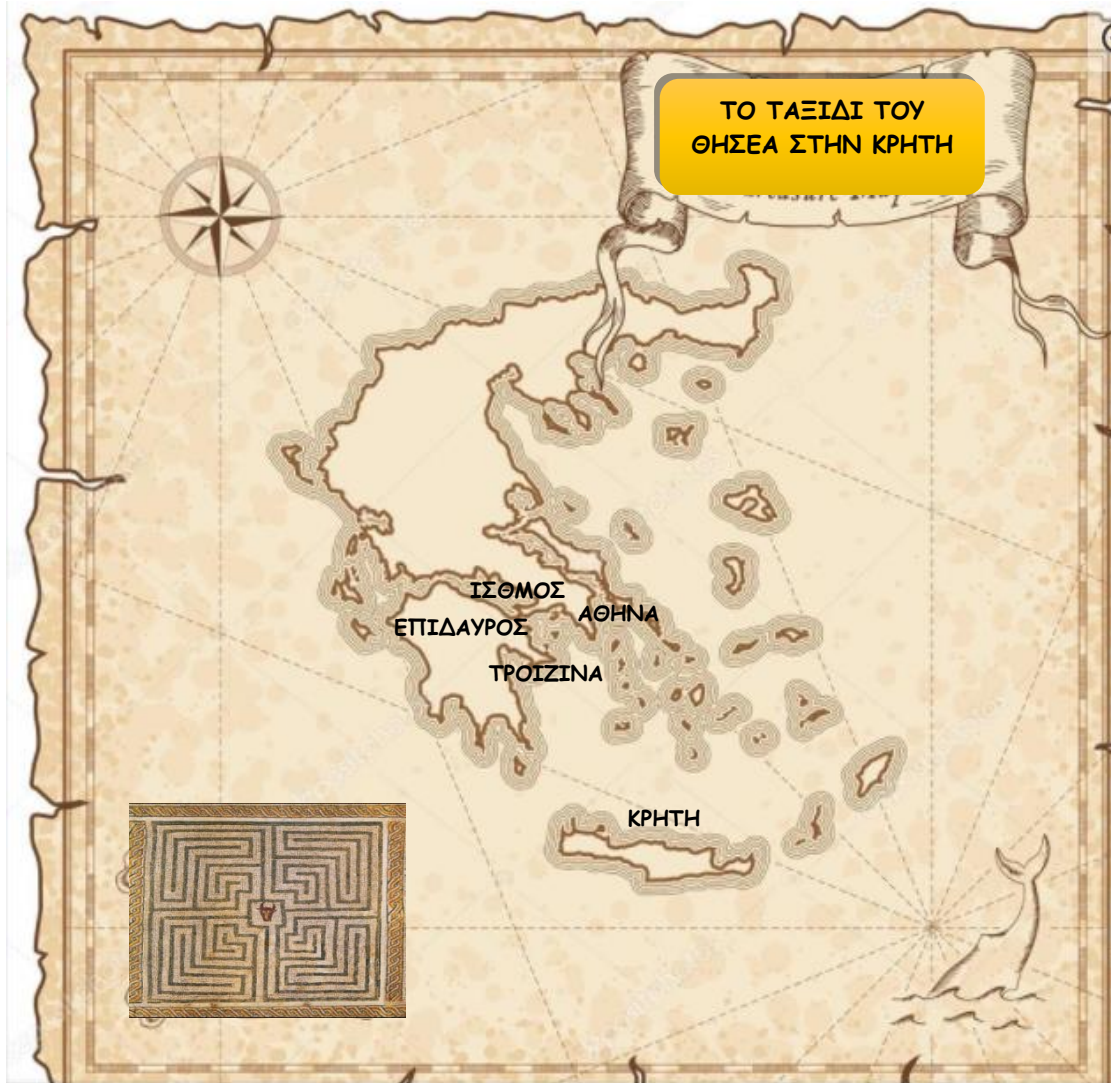 ΤΟ ΤΑΞΙΔΙ ΤΟΥ
ΘΗΣΕΑ ΣΤΗΝ ΚΡΗΤΗ
ΙΣΘΜΟΣ
ΑΘΗΝΑ
ΕΠΙΔΑΥΡΟΣ
ΤΡΟΙΖΙΝΑ
ΚΡΗΤΗ